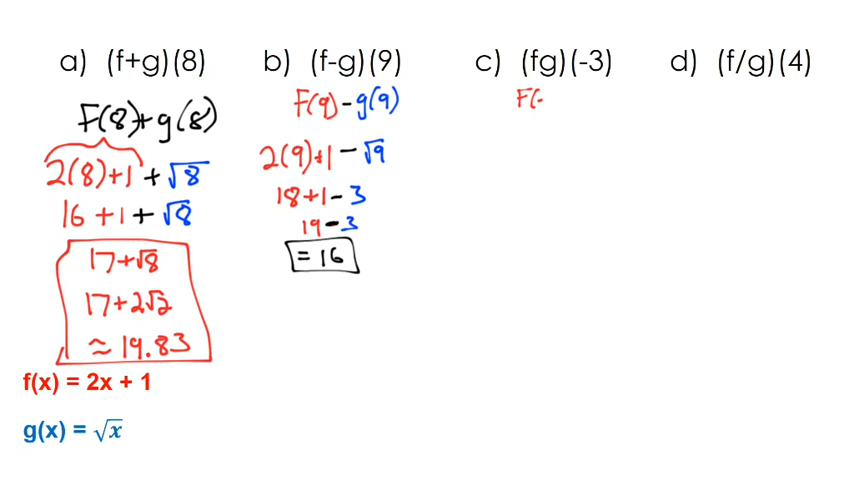 a) (f+g)(8)
F(8)+g(8)
2(8)+1+√8
16+1+√8
17+√8
17+2√2
≈19.83
b) (f-g)(9)
F(9)-g(9)
2(9)+1-√9
18+1-3
19-3
=16
c) (fg)(-3)
F(-
d) (f/g)(4)
f(x) = 2x + 1
g(x) = √x